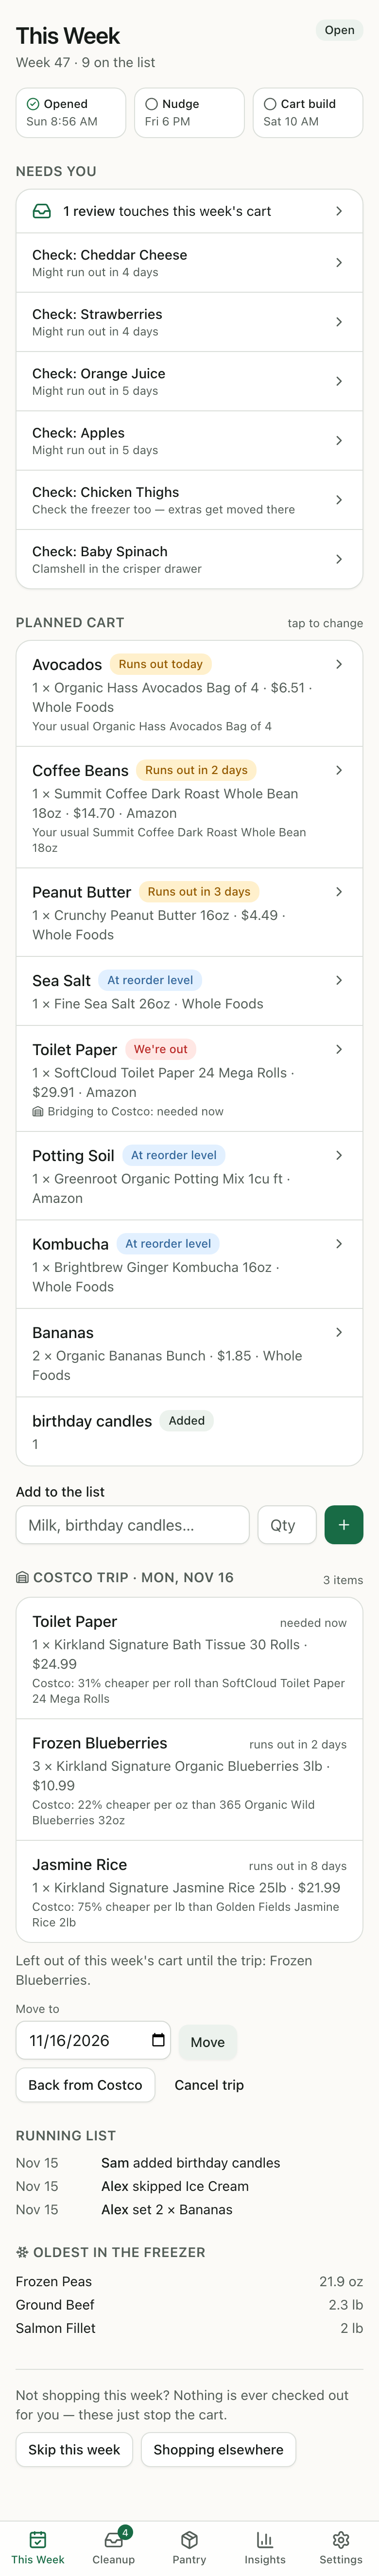 This Week
Open
Week 47 · 9 on the list
Opened
Sun 8:56 AM
Nudge
Fri 6 PM
Cart build
Sat 10 AM
NEEDS YOU
1 review touches this week's cart
Check: Cheddar Cheese
Might run out in 4 days
Check: Strawberries
Might run out in 4 days
Check: Orange Juice
Might run out in 5 days
Check: Apples
Might run out in 5 days
Check: Chicken Thighs
Check the freezer too — extras get moved there
Check: Baby Spinach
Clamshell in the crisper drawer
PLANNED CART
tap to change
Avocados Runs out today
1 × Organic Hass Avocados Bag of 4 · $6.51 ·
Whole Foods
Your usual Organic Hass Avocados Bag of 4
Coffee Beans Runs out in 2 days
1 × Summit Coffee Dark Roast Whole Bean
18oz · $14.70 · Amazon
Your usual Summit Coffee Dark Roast Whole Bean
18oz
Peanut Butter Runs out in 3 days
1 × Crunchy Peanut Butter 16oz · $4.49 ·
Whole Foods
Sea Salt At reorder level
1 × Fine Sea Salt 26oz · Whole Foods
Toilet Paper We're out
1 × SoftCloud Toilet Paper 24 Mega Rolls ·
$29.91 · Amazon
Bridging to Costco: needed now
Potting Soil At reorder level
1 × Greenroot Organic Potting Mix 1cu ft ·
Amazon
Kombucha At reorder level
1 × Brightbrew Ginger Kombucha 16oz ·
Whole Foods
Bananas
2 × Organic Bananas Bunch · $1.85 · Whole
Foods
birthday candles Added
1
Add to the list
Milk, birthday candles...
Qty
+
COSTCO TRIP · MON, NOV 16
3 items
Toilet Paper
needed now
1 × Kirkland Signature Bath Tissue 30 Rolls ·
$24.99
Costco: 31% cheaper per roll than SoftCloud Toilet Paper
24 Mega Rolls
Frozen Blueberries
runs out in 2 days
3 × Kirkland Signature Organic Blueberries 3lb ·
$10.99
Costco: 22% cheaper per oz than 365 Organic Wild
Blueberries 32oz
Jasmine Rice
runs out in 8 days
1 × Kirkland Signature Jasmine Rice 25lb · $21.99
Costco: 75% cheaper per lb than Golden Fields Jasmine
Rice 2lb
Left out of this week's cart until the trip: Frozen
Blueberries.
Move to
11/16/2026
Move
Back from Costco
Cancel trip
RUNNING LIST
Nov 15 Sam added birthday candles
Nov 15 Alex skipped Ice Cream
Nov 15 Alex set 2 × Bananas
OLDEST IN THE FREEZER
Frozen Peas 21.9 oz
Ground Beef 2.3 lb
Salmon Fillet 2 lb
Not shopping this week? Nothing is ever checked out
for you — these just stop the cart.
Skip this week
Shopping elsewhere
4
This Week
Cleanup
Pantry
Insights
Settings